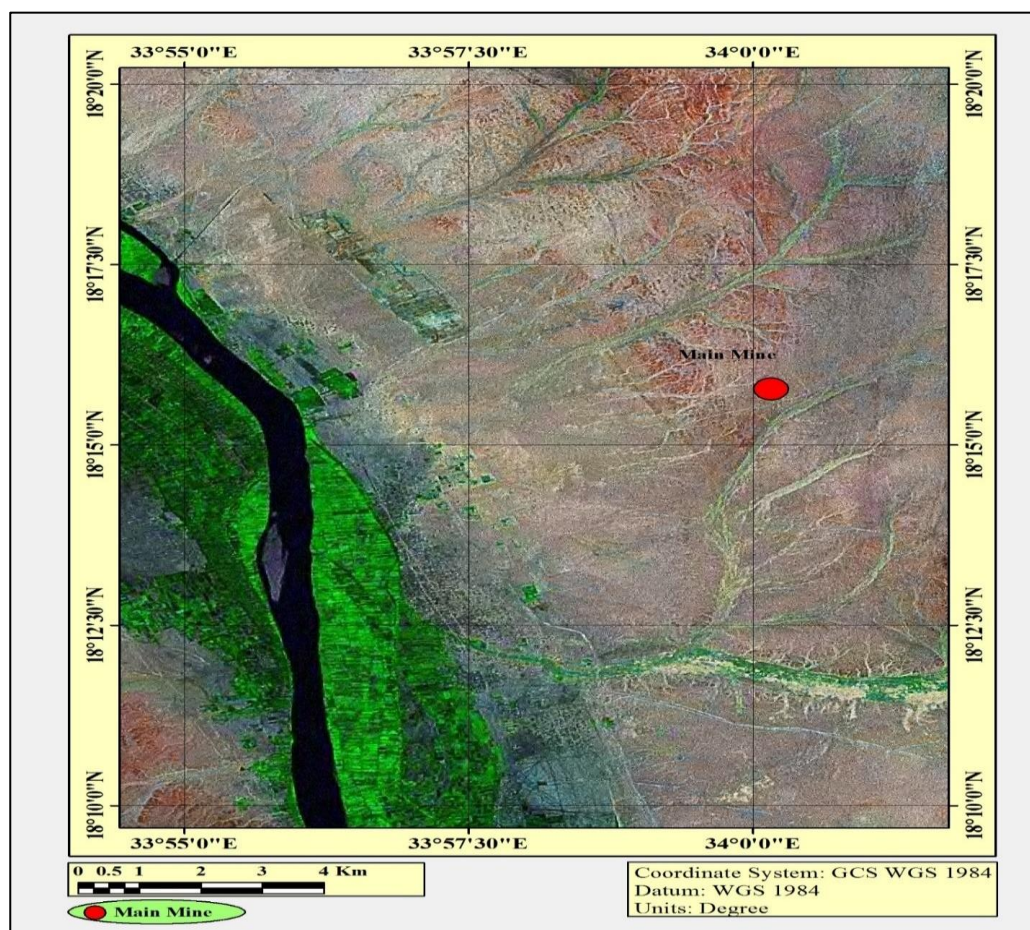 33°55'0"E 33°57'30"E 34°0'0"E
18°20'0"N 18°20'0"N
18°17'30"N 18°17'30"N
Main Mine
18°15'0"N 18°15'0"N
18°12'30"N 18°12'30"N
18°10'0"N 18°10'0"N
33°55'0"E 33°57'30"E 34°0'0"E
0 0.5 1 2 3 4 Km
Main Mine
Coordinate System: GCS WGS 1984
Datum: WGS 1984
Units: Degree